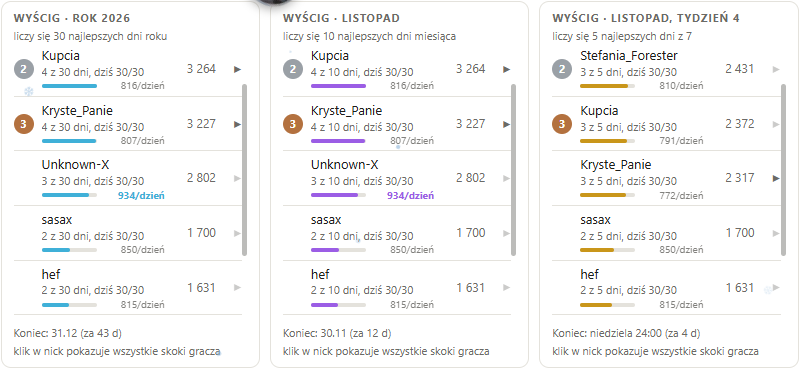 WYŚCIG · ROK 2026
liczy się 30 najlepszych dni roku
2
Kupcia
4 z 30 dni, dziś 30/30
816/dzień
3 264
3
Kryste_Panie
4 z 30 dni, dziś 30/30
807/dzień
3 227
Unknown-X
3 z 30 dni, dziś 30/30
934/dzień
2 802
sasax
2 z 30 dni, dziś 30/30
850/dzień
1 700
hef
2 z 30 dni, dziś 30/30
815/dzień
1 631
Koniec: 31.12 (za 43 d)
klik w nick pokazuje wszystkie skoki gracza
WYŚCIG · LISTOPAD
liczy się 10 najlepszych dni miesiąca
2
Kupcia
4 z 10 dni, dziś 30/30
816/dzień
3 264
3
Kryste_Panie
4 z 10 dni, dziś 30/30
807/dzień
3 227
Unknown-X
3 z 10 dni, dziś 30/30
934/dzień
2 802
sasax
2 z 10 dni, dziś 30/30
850/dzień
1 700
hef
2 z 10 dni, dziś 30/30
815/dzień
1 631
Koniec: 30.11 (za 12 d)
klik w nick pokazuje wszystkie skoki gracza
WYŚCIG · LISTOPAD, TYDZIEŃ 4
liczy się 5 najlepszych dni z 7
2
Stefania_Forester
3 z 5 dni, dziś 30/30
810/dzień
2 431
3
Kupcia
3 z 5 dni, dziś 30/30
791/dzień
2 372
Kryste_Panie
3 z 5 dni, dziś 30/30
772/dzień
2 317
sasax
2 z 5 dni, dziś 30/30
850/dzień
1 700
hef
2 z 5 dni, dziś 30/30
815/dzień
1 631
Koniec: niedziela 24:00 (za 4 d)
klik w nick pokazuje wszystkie skoki gracza